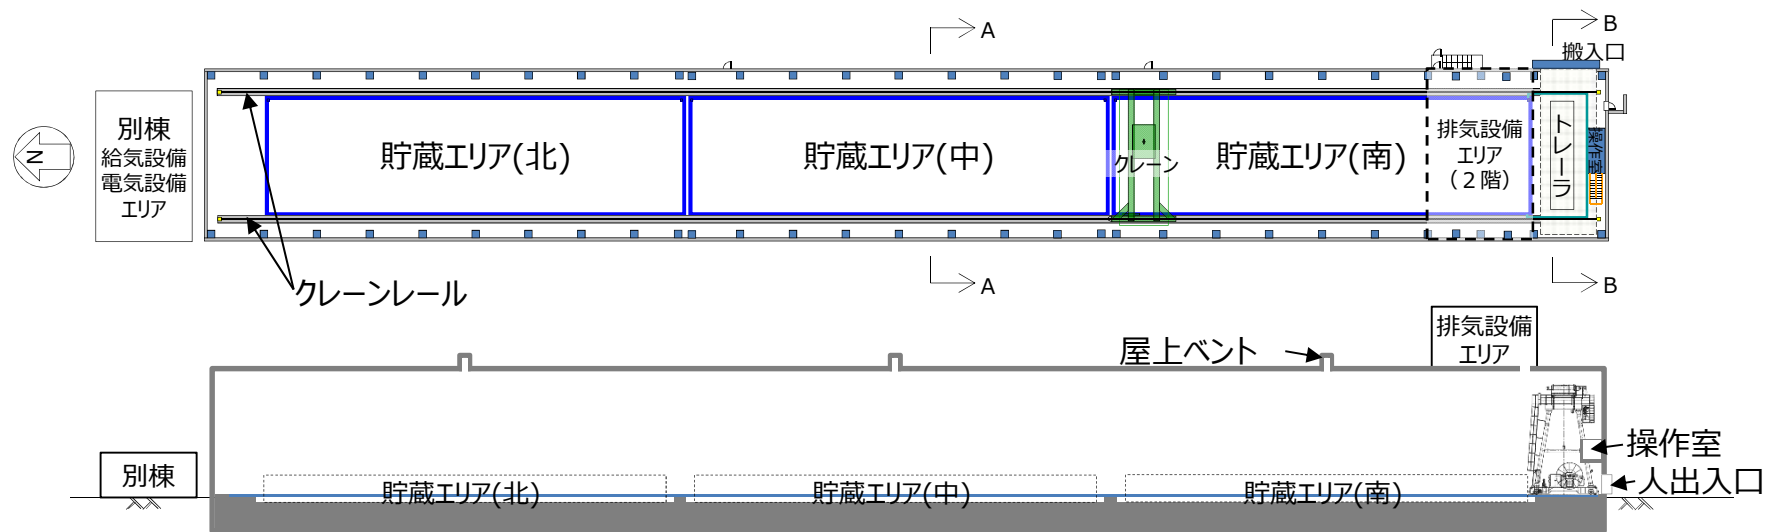 A
B
搬入口
N
別棟
給気設備
電気設備
エリア
貯蔵エリア(北)
貯蔵エリア(中)
クレーン
貯蔵エリア(南)
排気設備
エリア
(2階)
トレーラ
操作室
クレーンレール
A
B
屋上ベント
排気設備
エリア
操作室
人出入口
別棟
貯蔵エリア(北)
貯蔵エリア(中)
貯蔵エリア(南)